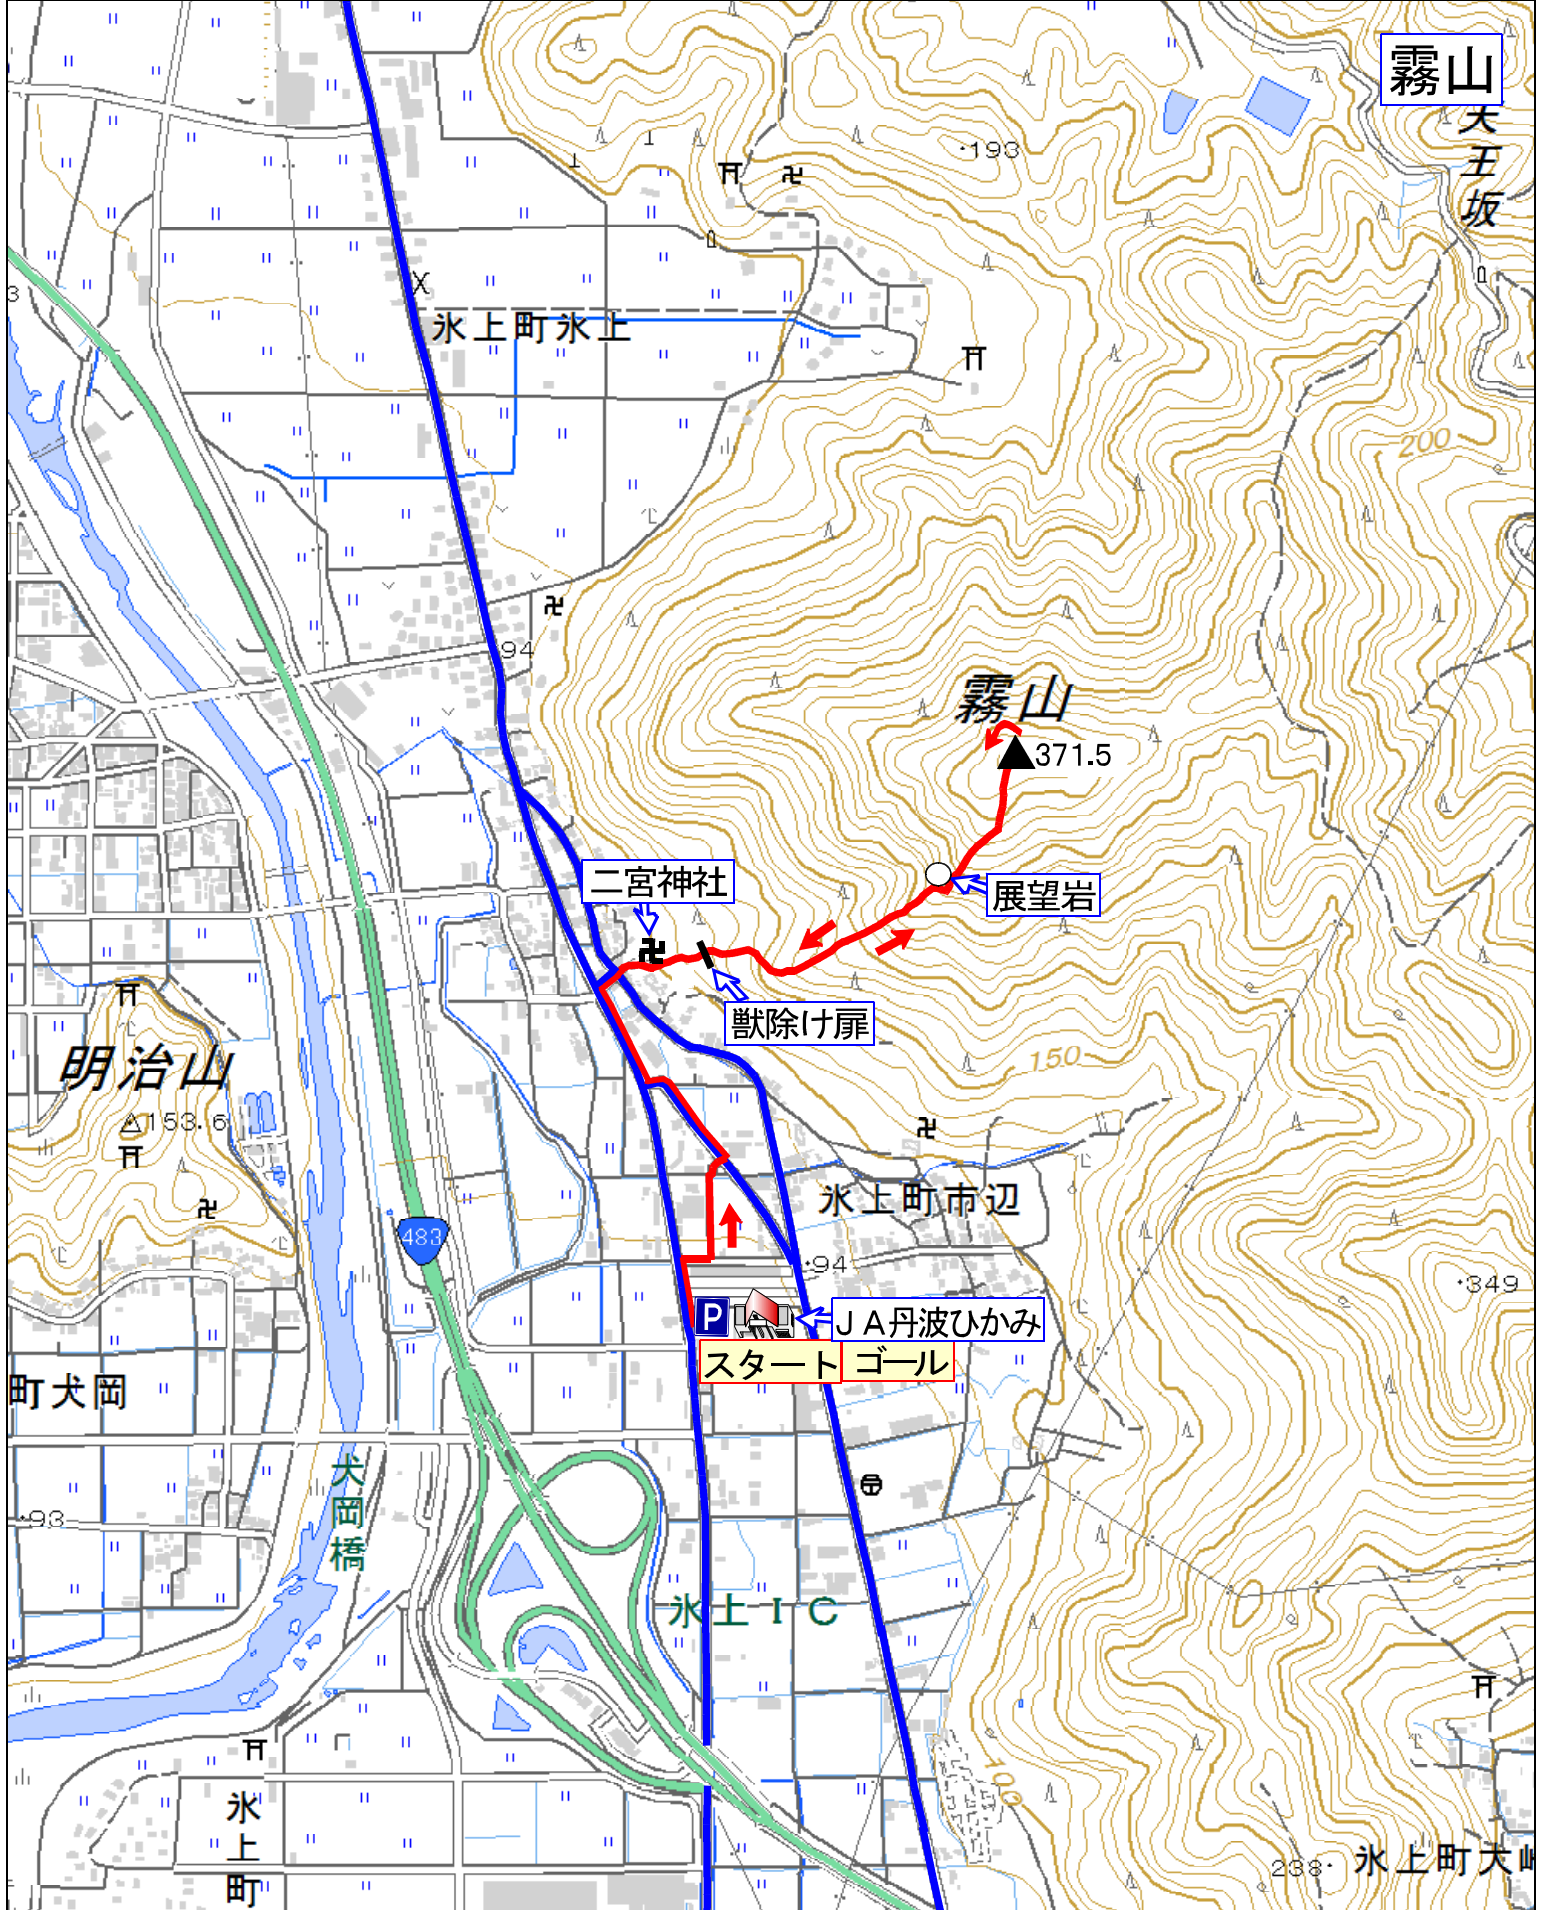 霧山
天王坂
193
3
氷上町氷上
200
94
霧山
371.5
二宮神社
展望岩
獣除け扉
明治山
153.6
150
氷上町市辺
483
94
349
P
JA丹波ひかみ
スタート
ゴール
町犬岡
犬岡橋
93
氷上IC
100
氷上町
238
氷上町大崎